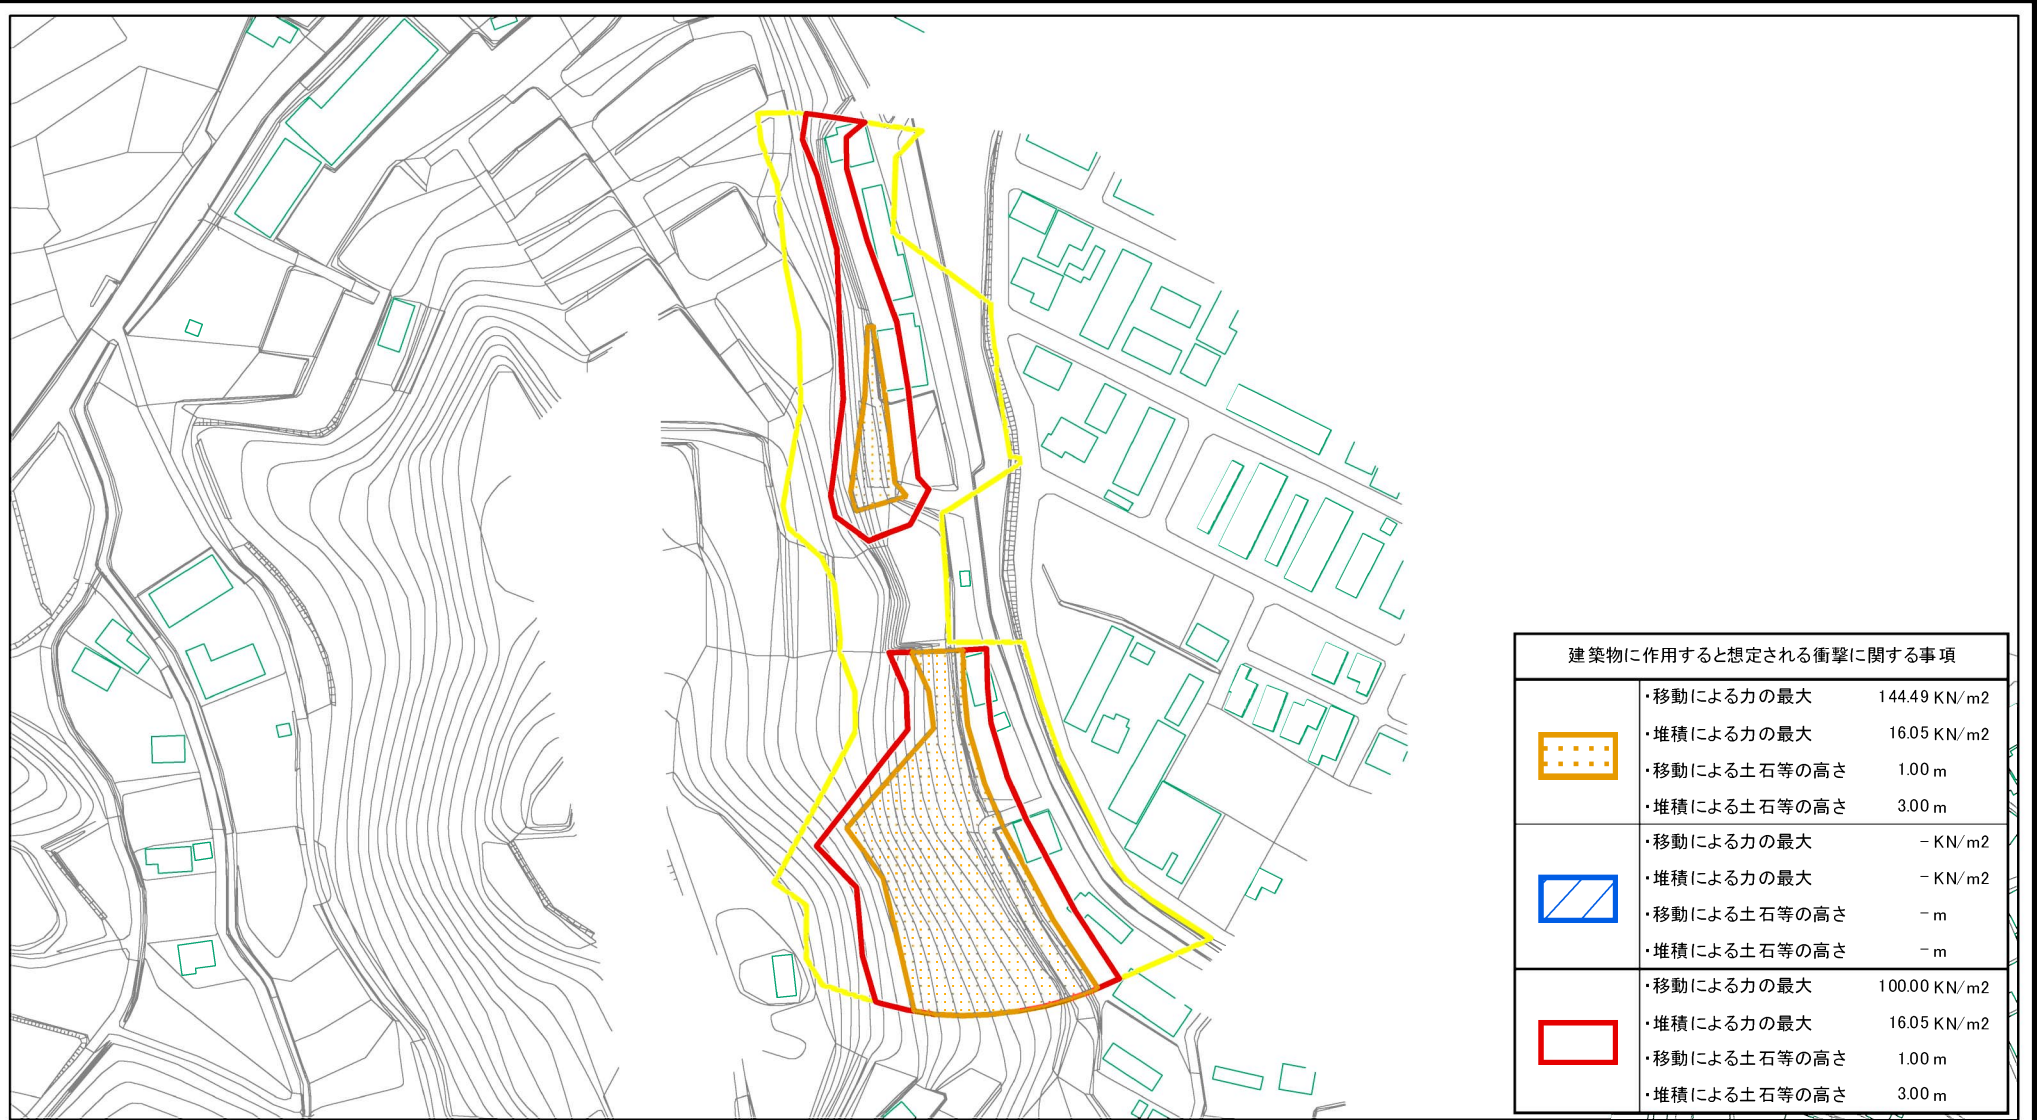 建築物に作用すると想定される衝撃に関する事項
・移動による力の最大 144.49 KN/m2
・堆積による力の最大 16.05 KN/m2
・移動による土石等の高さ 1.00 m
・堆積による土石等の高さ 3.00 m
・移動による力の最大 - KN/m2
・堆積による力の最大 - KN/m2
・移動による土石等の高さ - m
・堆積による土石等の高さ - m
・移動による力の最大 100.00 KN/m2
・堆積による力の最大 16.05 KN/m2
・移動による土石等の高さ 1.00 m
・堆積による土石等の高さ 3.00 m